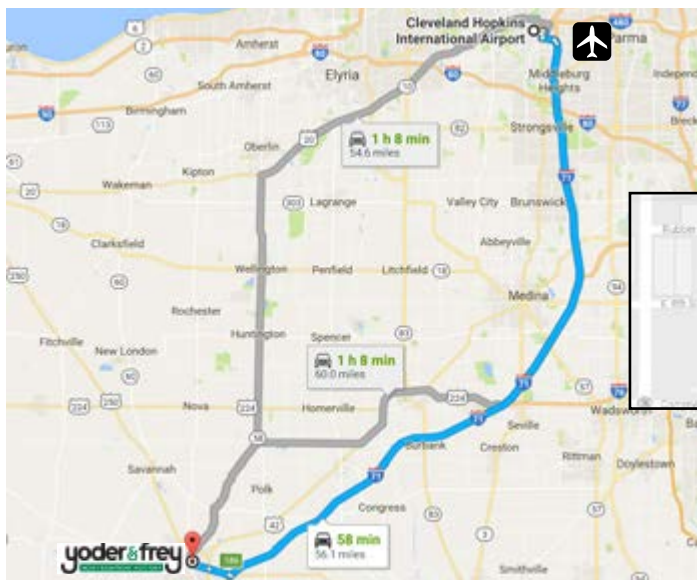 Cleveland Hopkins
International Airport
Parma
Amherst
Elyria
Independ
South Amherst
Middleburg
Heights
Birmingham
Breck
Strongsville
1 h 8 min
54.6 miles
Oberlin
Kipton
Wakeman
Lagrange
Valley City
Brunswick
Abbeyville
Clarksfield
Wellington
Penfield
Litchfield
Medina
Rochester
Huntington
Spencer
Fitchville
New London
1 h 8 min
60.0 miles
Nova
Homerville
Wadsworth
Seville
Burbank
Creston
Rittman
Doylestown
Savannah
Polk
Congress
58 min
56.1 miles
yoder&frey
Smithville